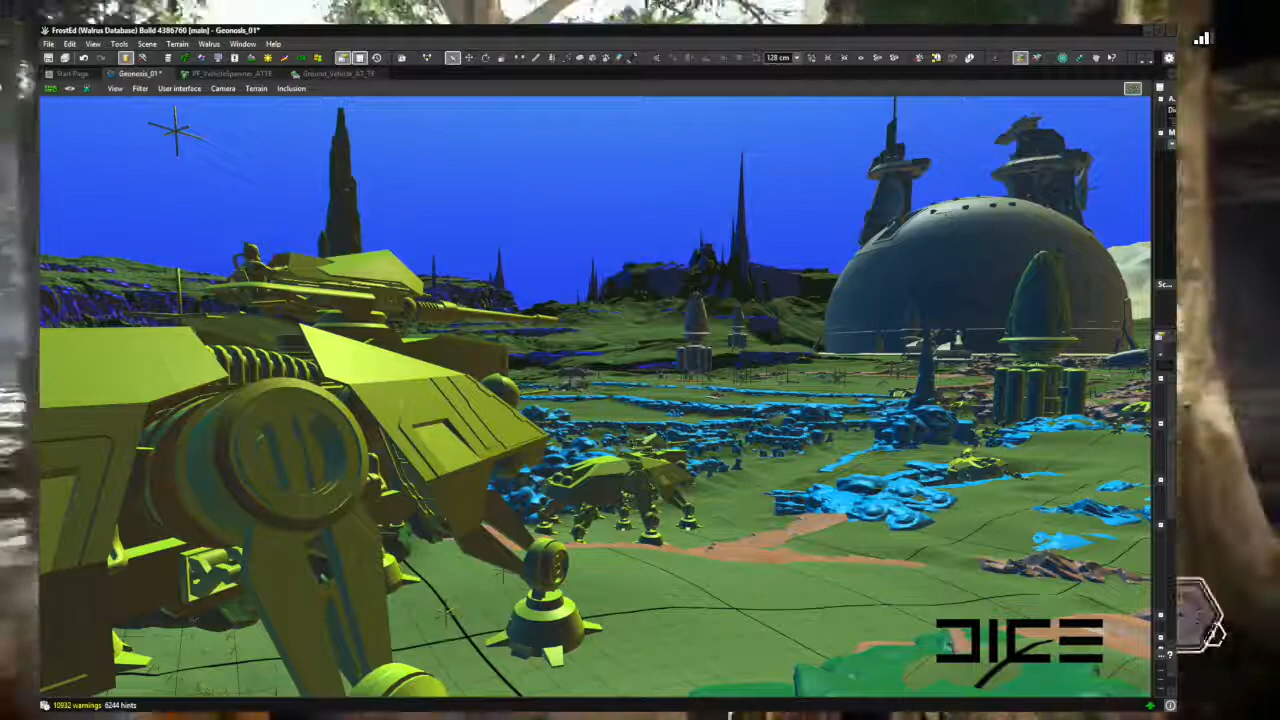 FrostEd (Walrus Database) Build 4386760 [main] - Geonosis_01*
File Edit View Tools Scene Terrain Walrus Window Help
128 cm
Start Page Geonosis_01* PF_VehicleSpawner_ATTE Ground_Vehicle_AT_TE
View Filter User interface Camera Terrain Inclusion
Sc...
DICE
10932 warnings 6244 hints